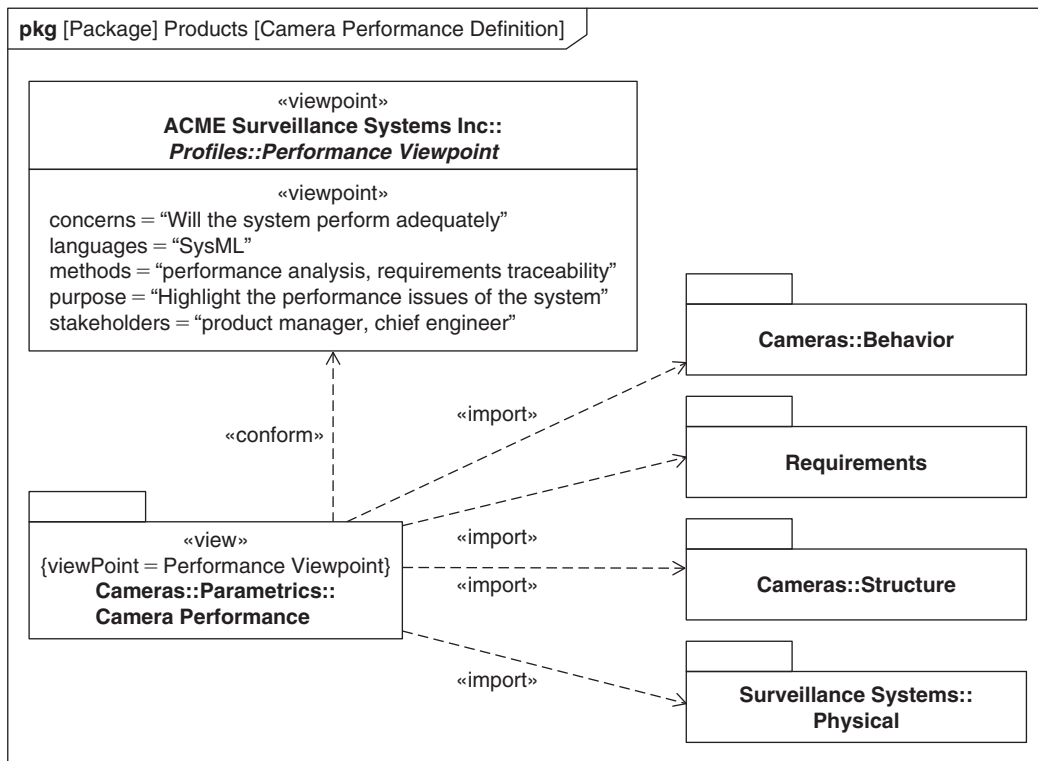 pkg [Package] Products [Camera Performance Definition]
«viewpoint»
ACME Surveillance Systems Inc::
Profiles::Performance Viewpoint
«viewpoint»
concerns = “Will the system perform adequately”
languages = “SysML”
methods = “performance analysis, requirements traceability”
purpose = “Highlight the performance issues of the system”
stakeholders = “product manager, chief engineer”
«conform»
«view»
{viewPoint = Performance Viewpoint}
Cameras::Parametrics::
Camera Performance
«import»
«import»
«import»
«import»
Cameras::Behavior
Requirements
Cameras::Structure
Surveillance Systems::
Physical